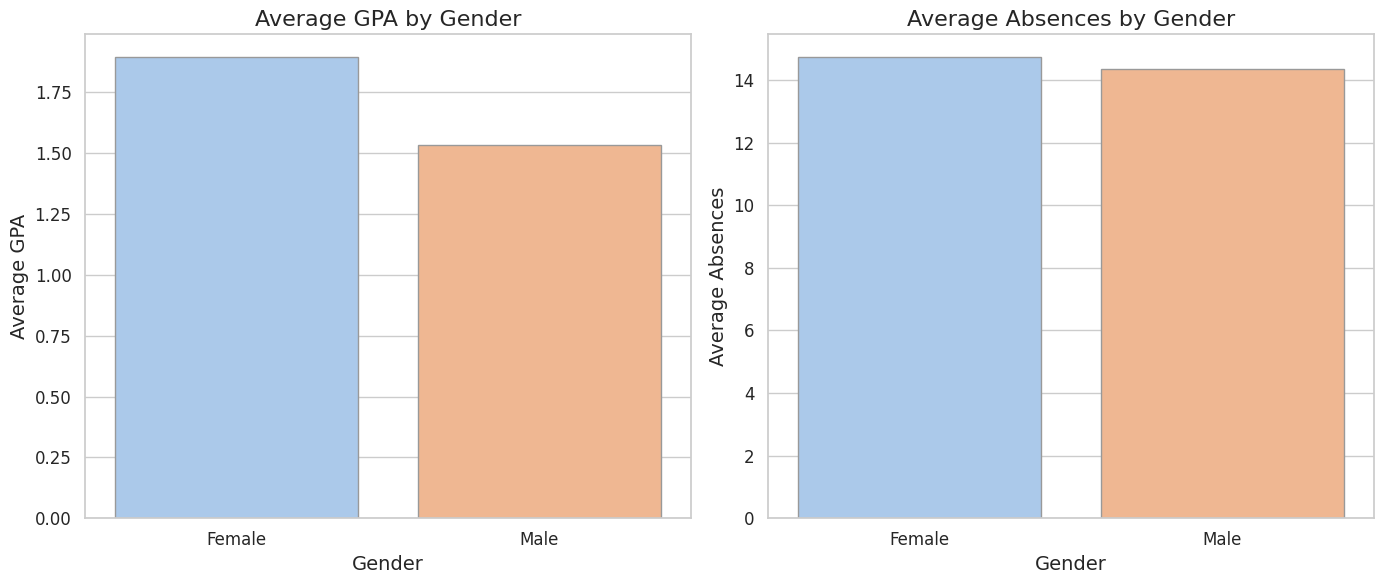 Average GPA by Gender
Average GPA
1.75
1.50
1.25
1.00
0.75
0.50
0.25
0.00
Female Male
Gender
Average Absences by Gender
Average Absences
14
12
10
8
6
4
2
0
Female Male
Gender